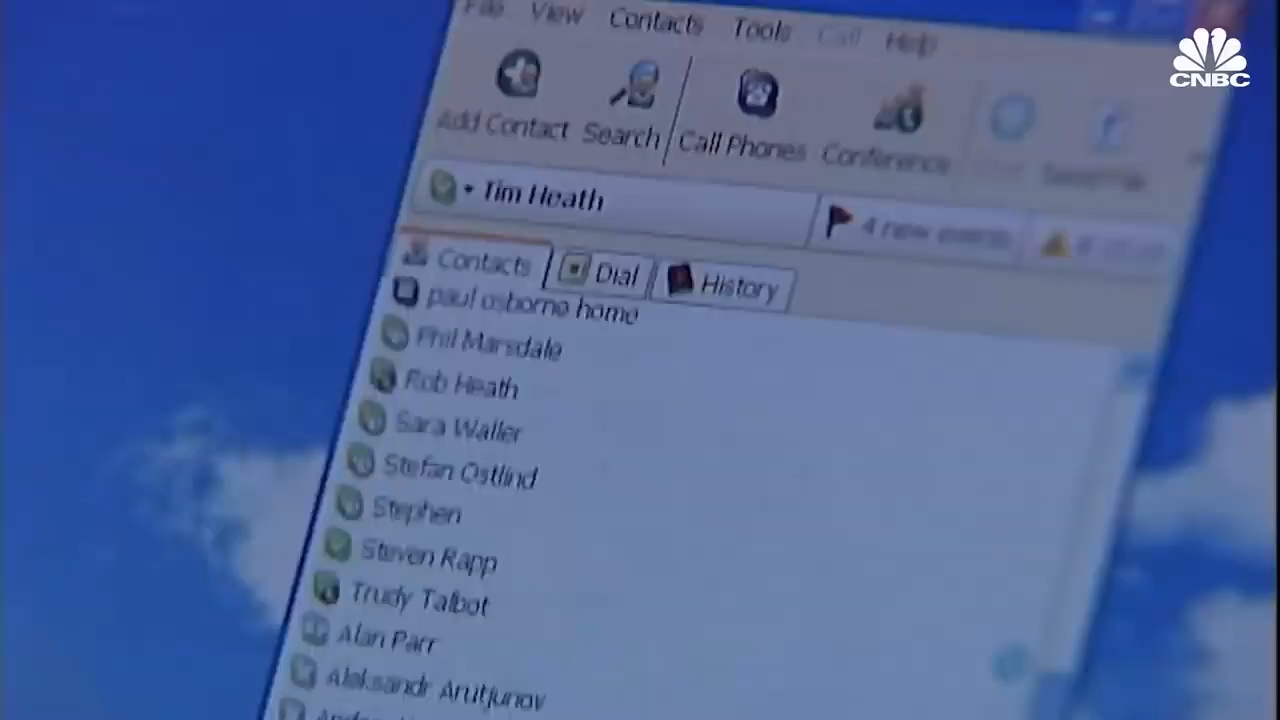 File View Contacts Tools Call Help
CNBC
Add Contact Search Call Phones Conference
Tim Heath 4 new events
Contacts Dial History
paul osborne home
Phil Marsdale
Rob Heath
Sara Waller
Stefan Ostlind
Stephen
Steven Rapp
Trudy Talbot
Alan Parr
Aleksandr Arutjunov